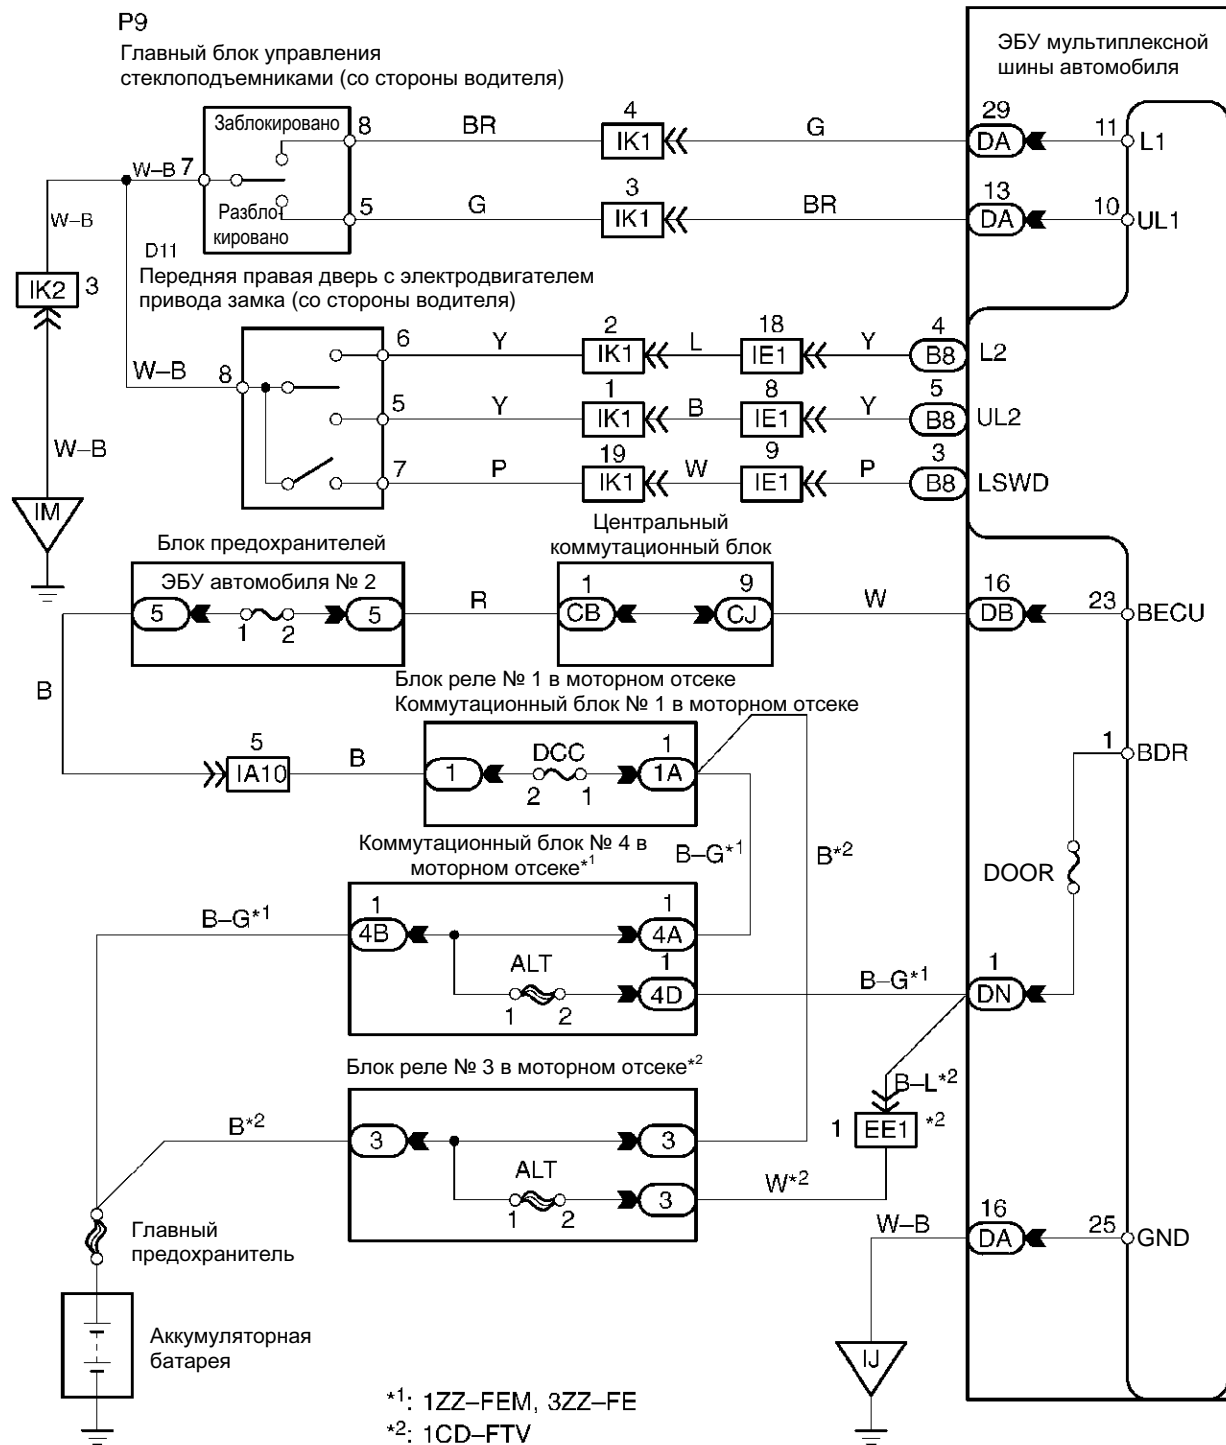 P9
Главный блок управления
стеклоподъемниками (со стороны водителя)
ЭБУ мультиплексной
шины автомобиля
Заблокировано
8
BR
4
IK1
G
29
DA
11
L1
W–B
7
Разбло-
кировано
5
G
3
IK1
BR
13
DA
10
UL1
W–B
IK2
3
D11
Передняя правая дверь с электродвигателем
привода замка (со стороны водителя)
W–B
8
6
Y
2
IK1
L
18
IE1
Y
4
B8
L2
5
Y
1
IK1
B
8
IE1
Y
5
B8
UL2
7
P
19
IK1
W
9
IE1
P
3
B8
LSWD
W–B
IM
Блок предохранителей
ЭБУ автомобиля № 2
5
1
2
5
R
Центральный
коммутационный блок
1
CB
9
CJ
W
16
DB
23
BECU
B
Блок реле № 1 в моторном отсеке
Коммутационный блок № 1 в моторном отсеке
5
IA10
B
1
DCC
2
1
1
1A
1
BDR
Коммутационный блок № 4 в
моторном отсеке*1
B–G*1
B*2
DOOR
B–G*1
1
4B
1
4A
ALT
1
2
1
4D
B–G*1
1
DN
Блок реле № 3 в моторном отсеке*2
B–L*2
1
EE1
*2
B*2
3
3
ALT
1
2
3
W*2
Главный
предохранитель
W–B
16
DA
25
GND
Аккумуляторная
батарея
IJ
*1: 1ZZ–FEM, 3ZZ–FE
*2: 1CD–FTV